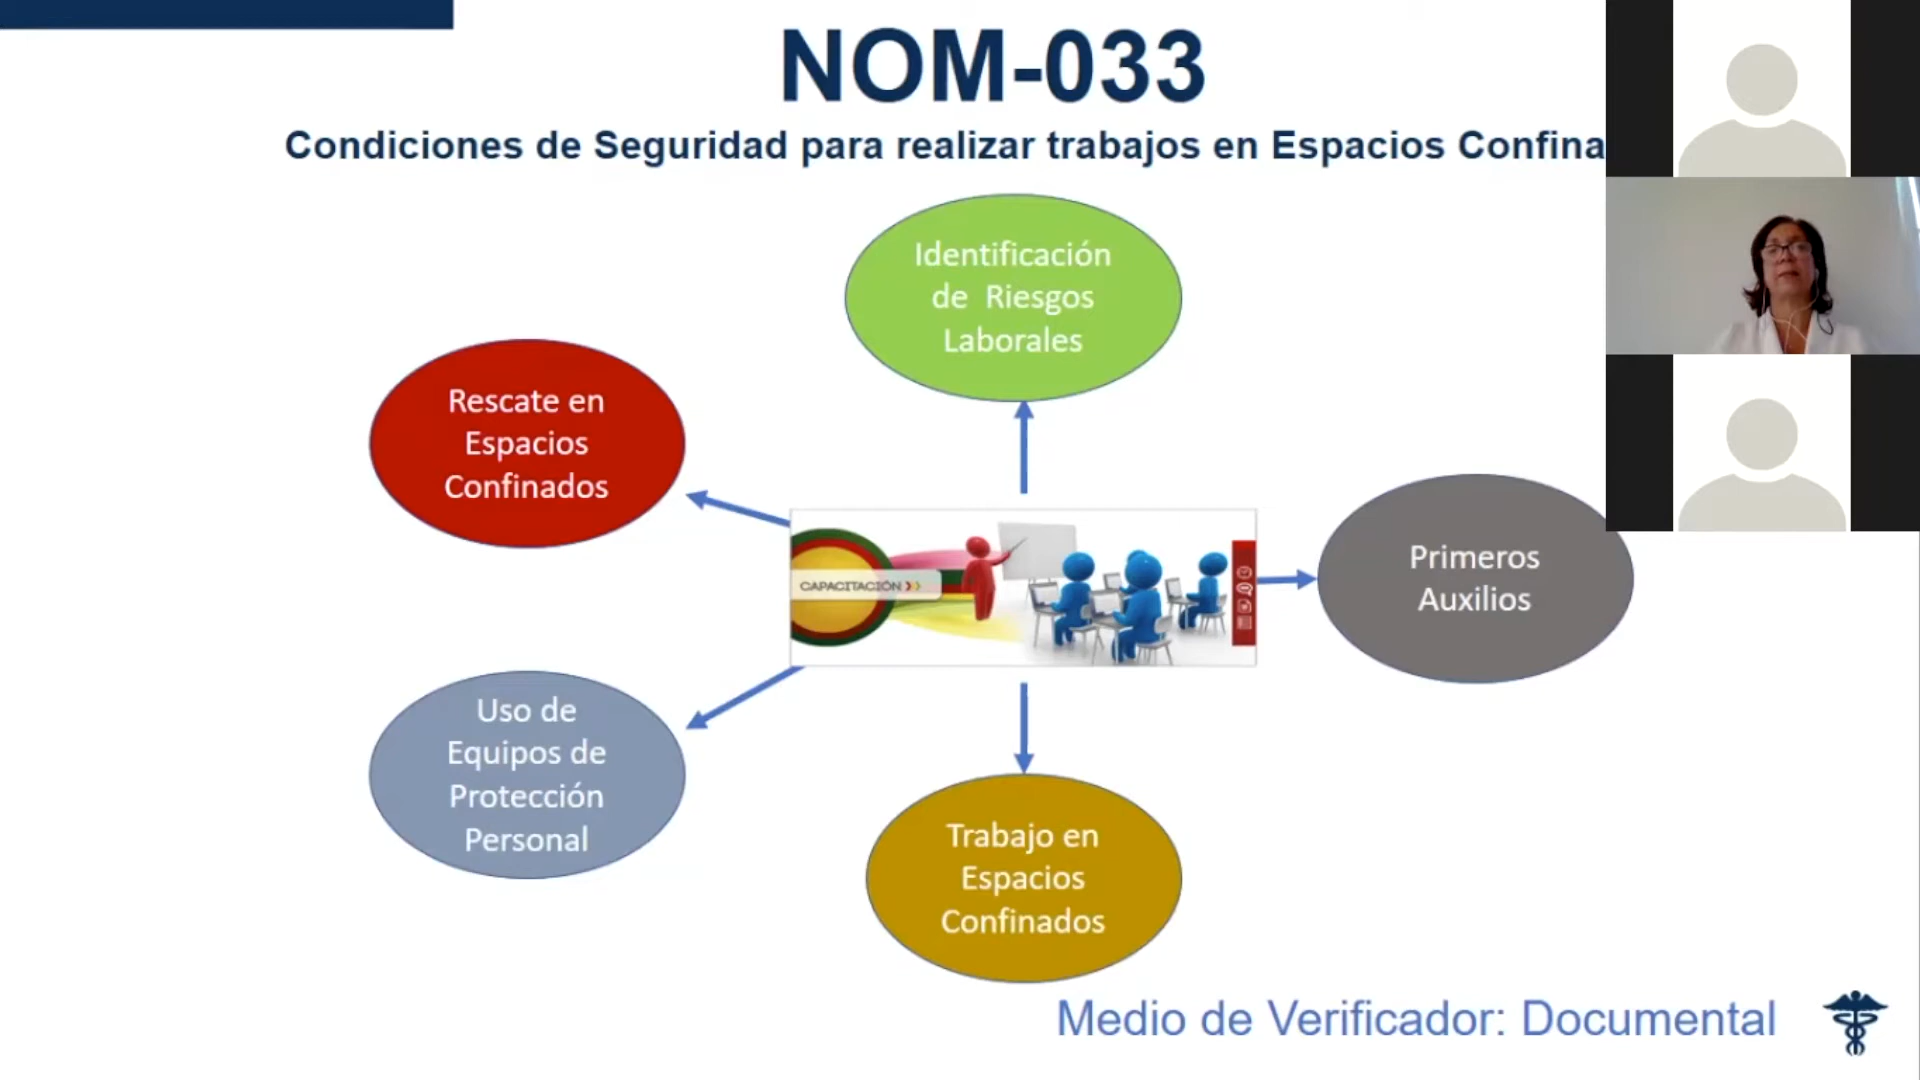 NOM-033
Condiciones de Seguridad para realizar trabajos en Espacios Confina
Identificación
de Riesgos
Laborales
Rescate en
Espacios
Confinados
CAPACITACIÓN
Primeros
Auxilios
Uso de
Equipos de
Protección
Personal
Trabajo en
Espacios
Confinados
Medio de Verificador: Documental